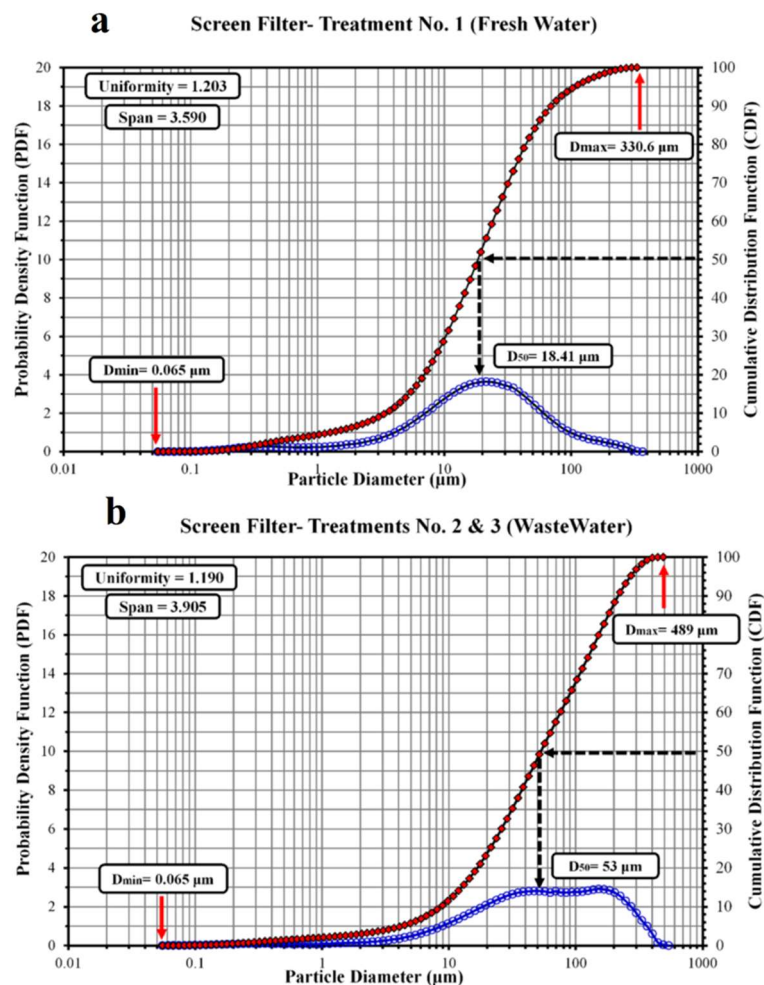 a
Screen Filter- Treatment No. 1 (Fresh Water)
Uniformity = 1.203
Span = 3.590
Dmax= 330.6 µm
D50 = 18.41 µm
Dmin= 0.065 µm
Probability Density Function (PDF)
20
18
16
14
12
10
8
6
4
2
0
Cumulative Distribution Function (CDF)
100
90
80
70
60
50
40
30
20
10
0
0.01 0.1 1 10 100 1000
Particle Diameter (µm)
b
Screen Filter- Treatments No. 2 & 3 (WasteWater)
Uniformity = 1.190
Span = 3.905
Dmax= 489 µm
D50 = 53 µm
Dmin= 0.065 µm
Probability Density Function (PDF)
20
18
16
14
12
10
8
6
4
2
0
Cumulative Distribution Function (CDF)
100
90
70
60
50
40
30
20
10
0
0.01 0.1 1 10 100 1000
Particle Diameter (µm)